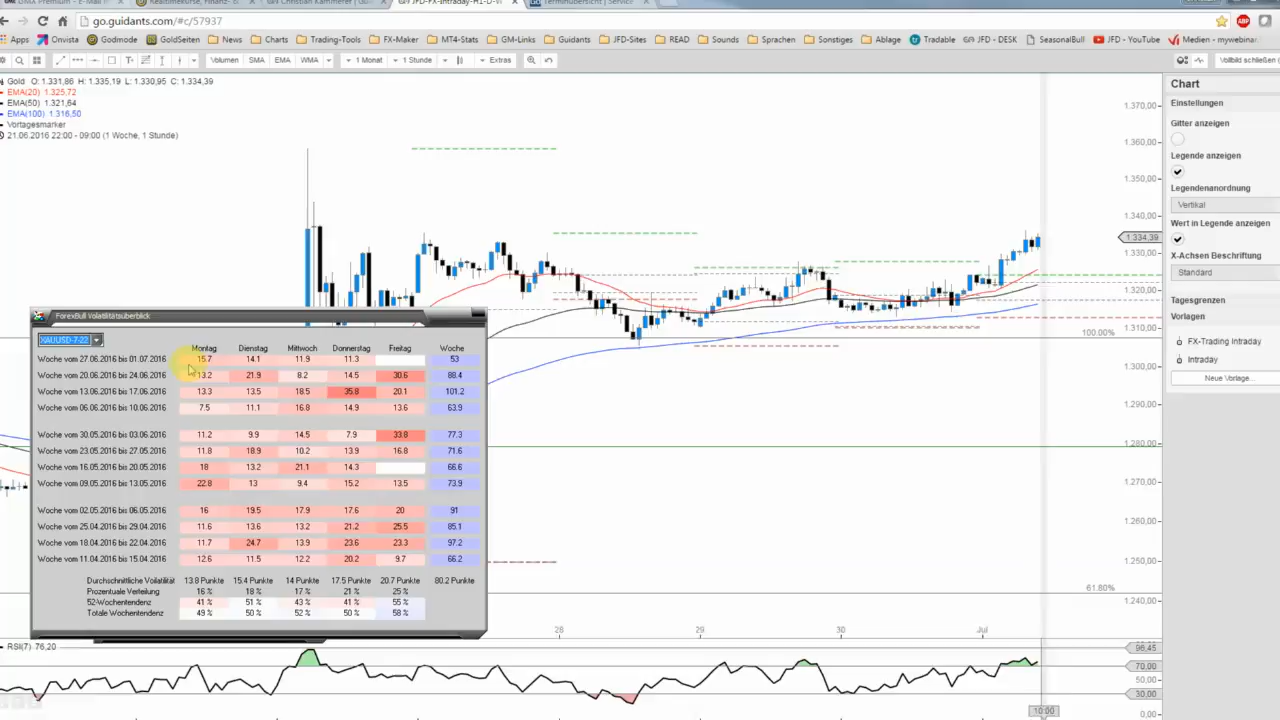 go.guidants.com/#c/57937
Apps Onvista Godmode GoldSeiten News Charts Trading-Tools FX-Maker MT4-Stats GM-Links Guidants JFD-Sites READ Sounds Sprachen Sonstiges Ablage Tradable JFD - DESK SeasonalBull JFD - YouTube Medien - mywebinar
Volumen SMA EMA WMA 1 Monat 1 Stunde Extras Vollbild schließen
Gold O: 1.331,86 H: 1.335,19 L: 1.330,95 C: 1.334,39
EMA(20) 1.325,72
EMA(50) 1.321,64
EMA(100) 1.316,50
Vortagesmarker
21.06.2016 22:00 - 09:00 (1 Woche, 1 Stunde)
1.370,00
1.360,00
1.350,00
1.340,00
1.334,39
1.330,00
1.320,00
1.310,00
100.00%
1.300,00
1.290,00
1.280,00
1.270,00
1.260,00
1.250,00
61.80%
1.240,00
28 29 30 Jul
Chart
Einstellungen
Gitter anzeigen
Legende anzeigen
Legendenanordnung
Vertikal
Wert in Legende anzeigen
X-Achsen Beschriftung
Standard
Tagesgrenzen
Vorlagen
FX-Trading Intraday
Intraday
Neue Vorlage...
ForexBull Volatilitätsüberblick
XAUUSD-7-22
Montag Dienstag Mittwoch Donnerstag Freitag Woche
Woche vom 27.06.2016 bis 01.07.2016 15.7 14.1 11.9 11.3 53
Woche vom 20.06.2016 bis 24.06.2016 13.2 21.9 8.2 14.5 30.6 88.4
Woche vom 13.06.2016 bis 17.06.2016 13.3 13.5 18.5 35.8 20.1 101.2
Woche vom 06.06.2016 bis 10.06.2016 7.5 11.1 16.8 14.9 13.6 63.9
Woche vom 30.05.2016 bis 03.06.2016 11.2 9.9 14.5 7.9 33.8 77.3
Woche vom 23.05.2016 bis 27.05.2016 11.8 18.9 10.2 13.9 16.8 71.6
Woche vom 16.05.2016 bis 20.05.2016 18 13.2 21.1 14.3 66.6
Woche vom 09.05.2016 bis 13.05.2016 22.8 13 9.4 15.2 13.5 73.9
Woche vom 02.05.2016 bis 06.05.2016 16 19.5 17.9 17.6 20 91
Woche vom 25.04.2016 bis 29.04.2016 11.6 13.6 13.2 21.2 25.5 85.1
Woche vom 18.04.2016 bis 22.04.2016 11.7 24.7 13.9 23.6 23.3 97.2
Woche vom 11.04.2016 bis 15.04.2016 12.6 11.5 12.2 20.2 9.7 66.2
Durchschnittliche Volatilität 13.8 Punkte 15.4 Punkte 14 Punkte 17.5 Punkte 20.7 Punkte 80.2 Punkte
Prozentuale Verteilung 16 % 18 % 17 % 21 % 25 %
52-Wochentendenz 41 % 51 % 43 % 41 % 55 %
Totale Wochentendenz 49 % 50 % 52 % 50 % 58 %
RSI(7) 76,20
96,45
70,00
50,00
30,00
0,00
10:00